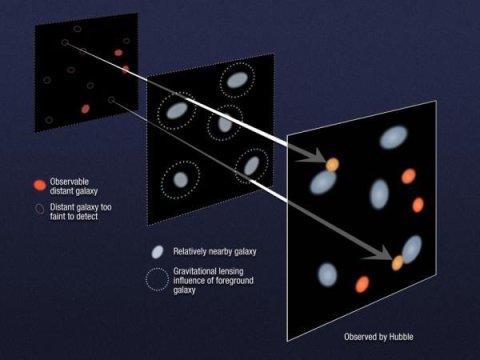 Observable
distant galaxy
Distant galaxy too
faint to detect
Relatively nearby galaxy
Gravitational lensing
influence of foreground
galaxy
Observed by Hubble